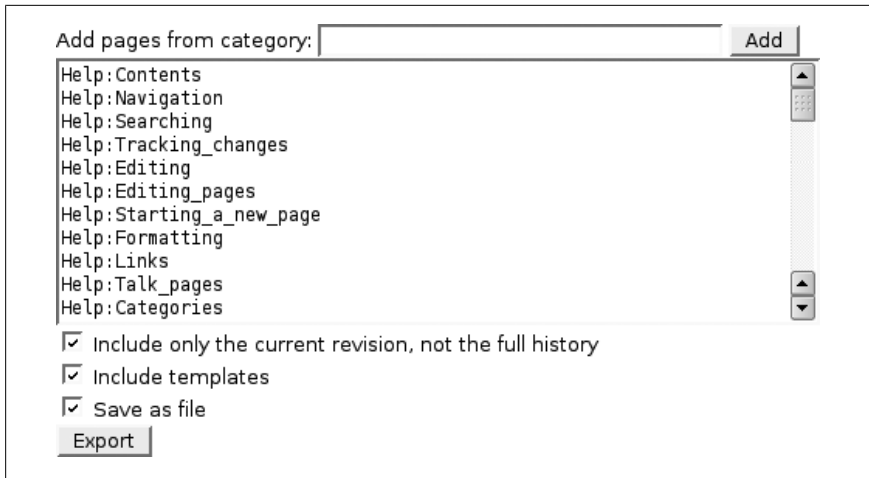 Add pages from category: Add
Help:Contents
Help:Navigation
Help:Searching
Help:Tracking_changes
Help:Editing
Help:Editing_pages
Help:Starting_a_new_page
Help:Formatting
Help:Links
Help:Talk_pages
Help:Categories
Include only the current revision, not the full history
Include templates
Save as file
Export